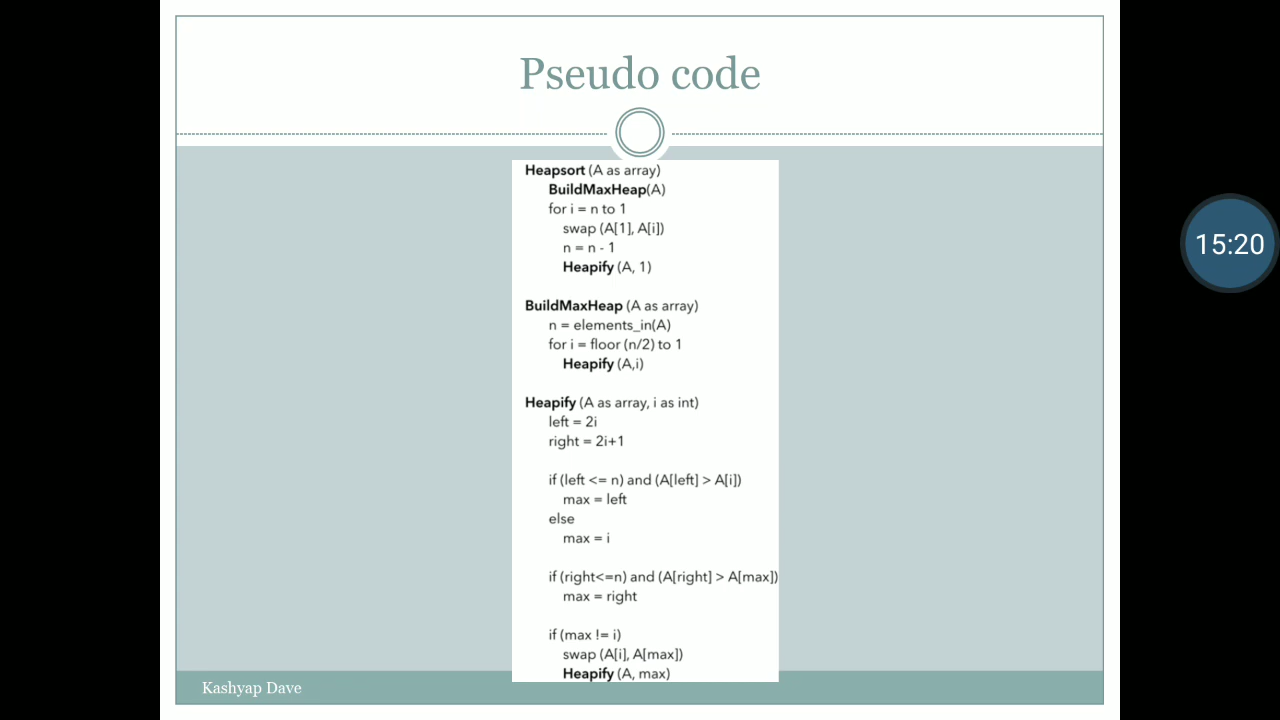 Pseudo code
Heapsort (A as array)
BuildMaxHeap(A)
for i = n to 1
swap (A[1], A[i])
n = n - 1
Heapify (A, 1)
BuildMaxHeap (A as array)
n = elements_in(A)
for i = floor (n/2) to 1
Heapify (A,i)
Heapify (A as array, i as int)
left = 2i
right = 2i+1
if (left <= n) and (A[left] > A[i])
max = left
else
max = i
if (right<=n) and (A[right] > A[max])
max = right
if (max != i)
swap (A[i], A[max])
Heapify (A, max)
Kashyap Dave
15:20